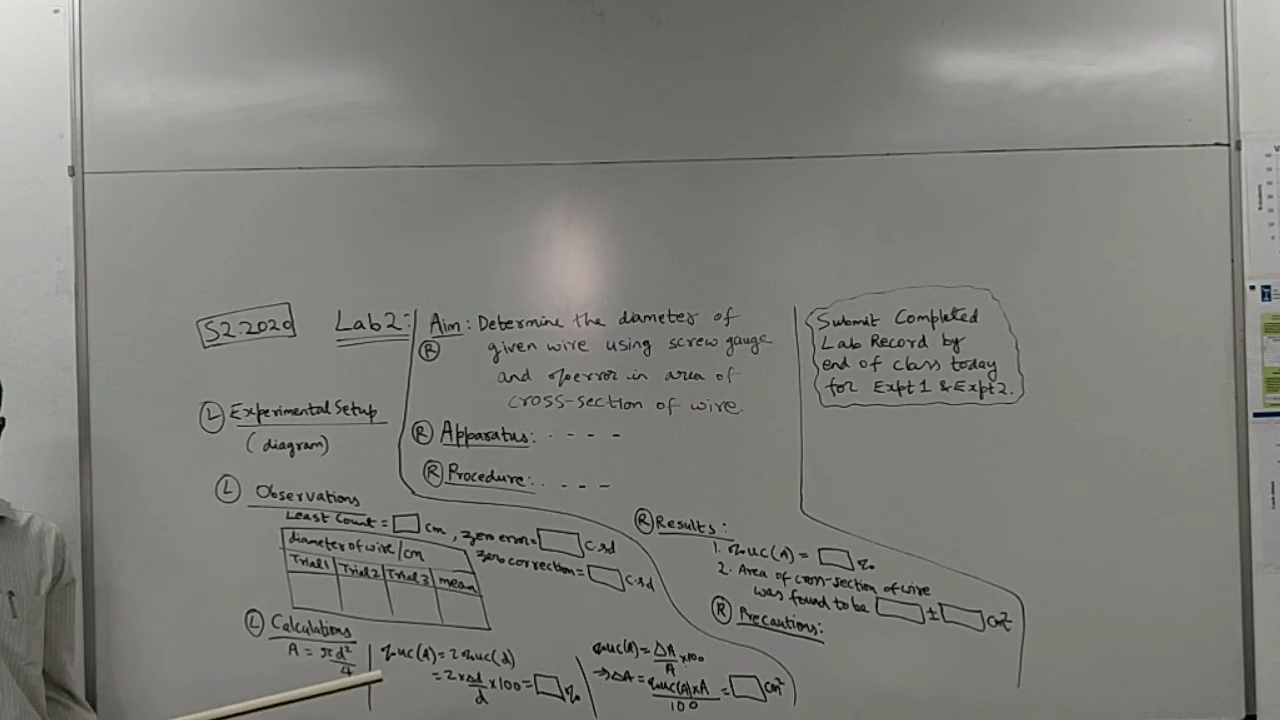 S2.2020
Lab2:
Aim: Determine the diameter of
Ⓡ given wire using screw gauge
and % error in area of
cross-section of wire.
Ⓡ Apparatus: - - - -
Ⓡ Procedure: - - - -
Submit Completed
Lab Record by
end of class today
for Expt 1 & Expt 2.
Ⓛ Experimental Setup
(diagram)
Ⓛ Observations
Least Count = □ cm, zero error = □ c.sd
zero correction = □ c.sd
diameter of wire/cm
Trial 1 Trial 2 Trial 3 mean
Ⓛ Calculations
A = πd²/4
%uc(A) = 2 %uc(d)
= 2 × Δd/d × 100 = □ %
%uc(A) = ΔA/A × 100
⇒ ΔA = %uc(A) × A / 100 = □ cm²
Ⓡ Results:
1. %uc(A) = □ %
2. Area of cross-section of wire
was found to be □ ± □ cm²
Ⓡ Precautions: